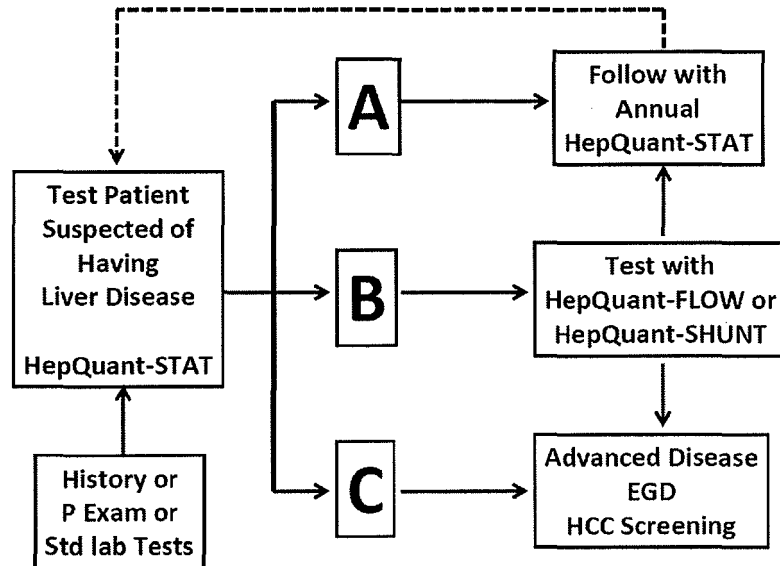 Test Patient
Suspected of
Having
Liver Disease
HepQuant-STAT
History or
P Exam or
Std lab Tests
A
B
C
Follow with
Annual
HepQuant-STAT
Test with
HepQuant-FLOW or
HepQuant-SHUNT
Advanced Disease
EGD
HCC Screening